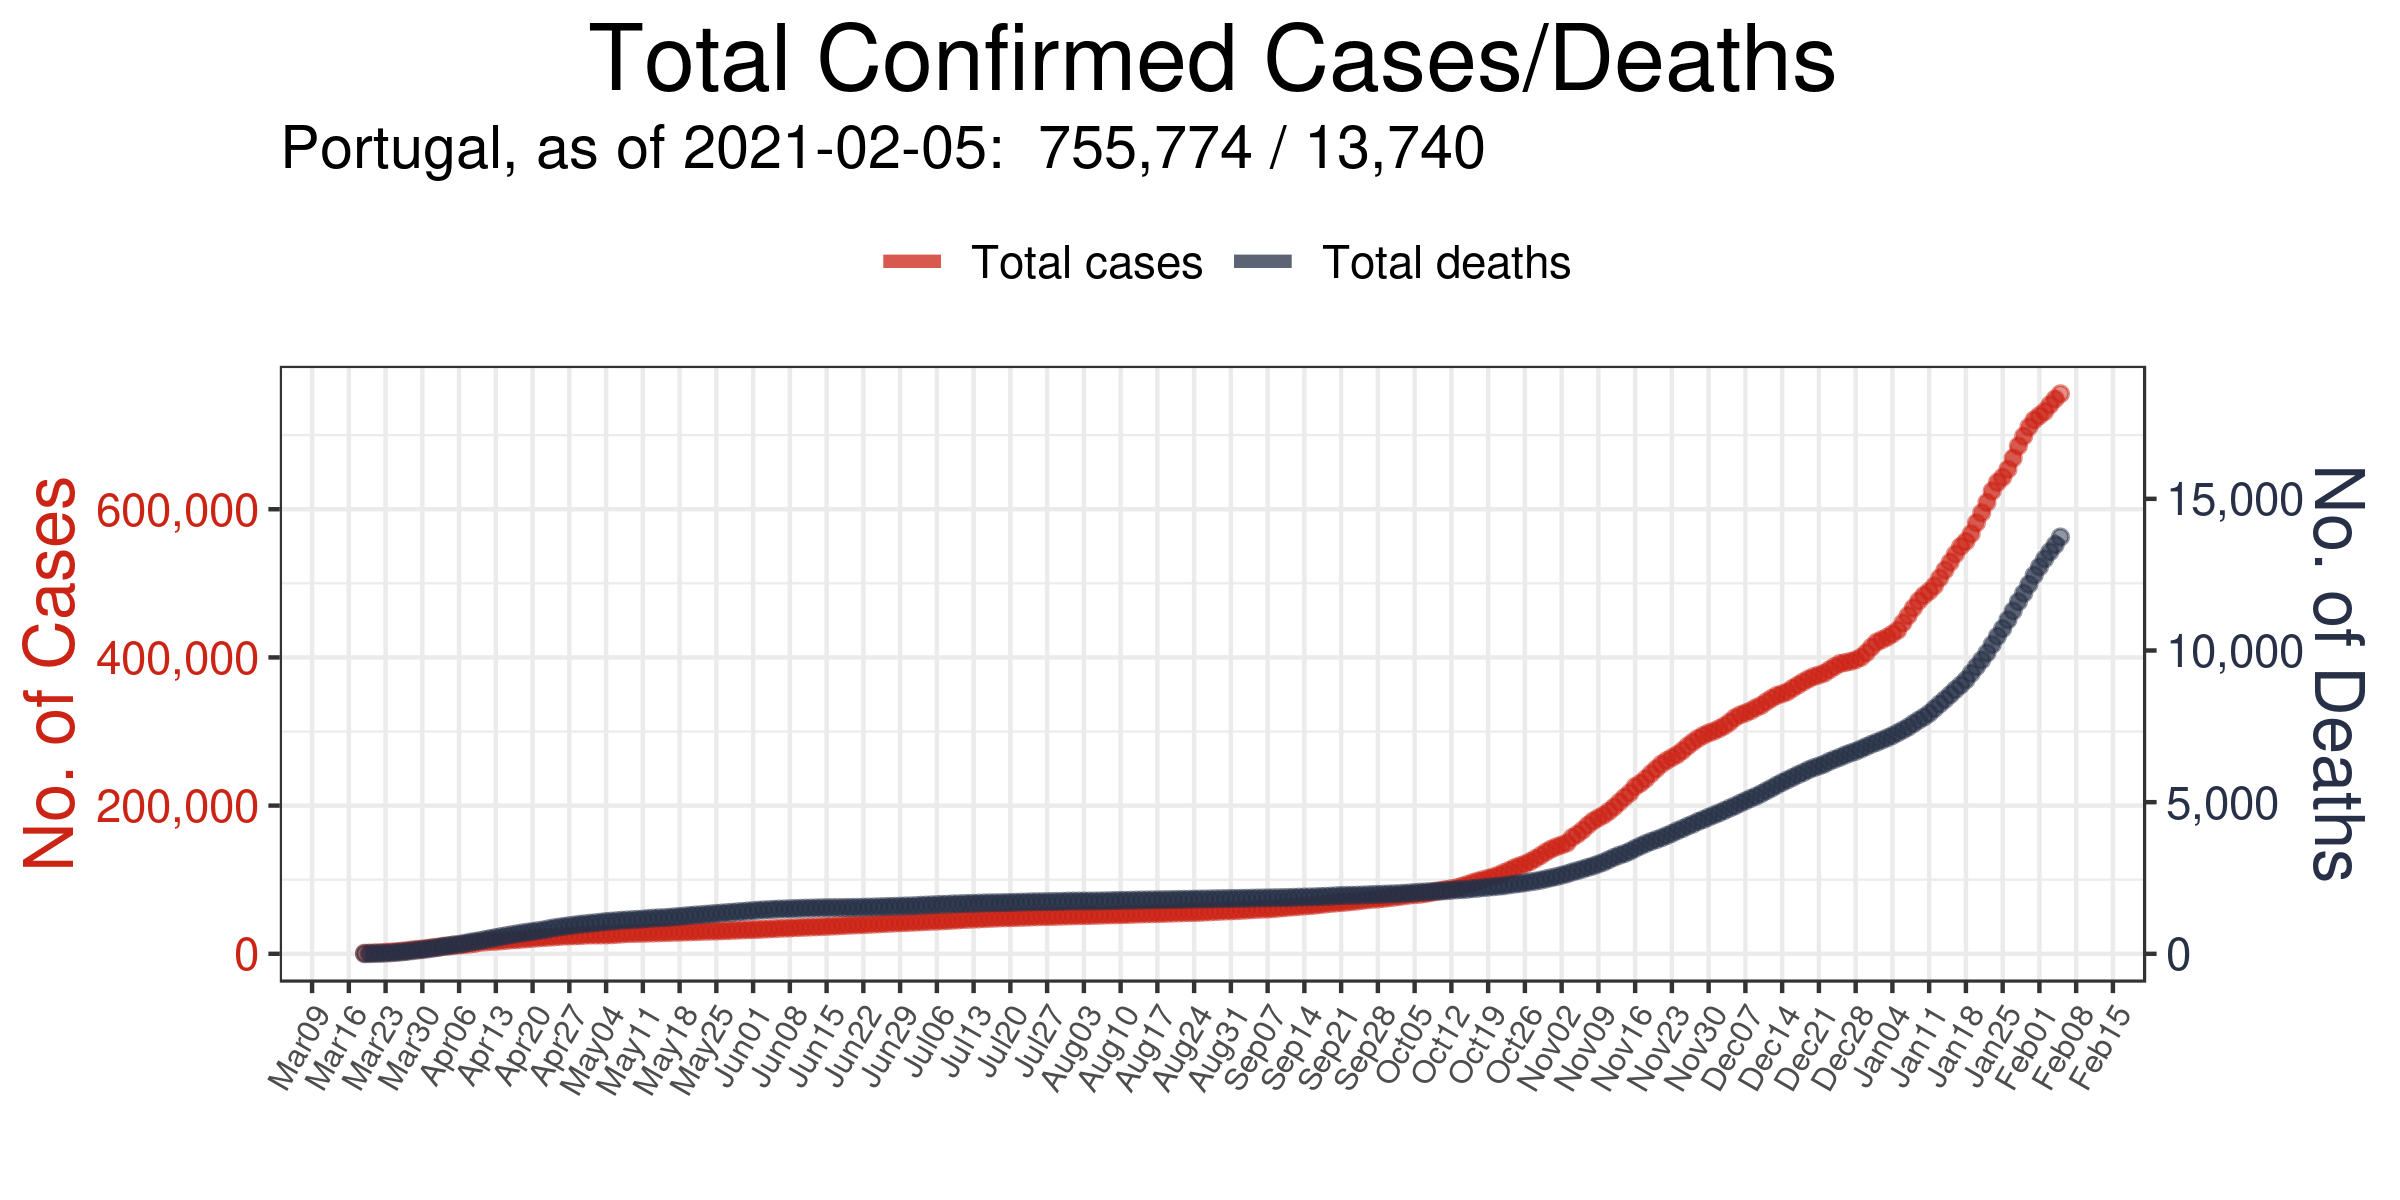 Total Confirmed Cases/Deaths
Portugal, as of 2021-02-05:  755,774 / 13,740
Total cases
Total deaths
No. of Cases
600,000
400,000
200,000
0
15,000
10,000
5,000
0
No. of Deaths
Mar09
Mar16
Mar23
Mar30
Apr06
Apr13
Apr20
Apr27
May04
May11
May18
May25
Jun01
Jun08
Jun15
Jun22
Jun29
Jul06
Jul13
Jul20
Jul27
Aug03
Aug10
Aug17
Aug24
Aug31
Sep07
Sep14
Sep21
Sep28
Oct05
Oct12
Oct19
Oct26
Nov02
Nov09
Nov16
Nov23
Nov30
Dec07
Dec14
Dec21
Dec28
Jan04
Jan11
Jan18
Jan25
Feb01
Feb08
Feb15